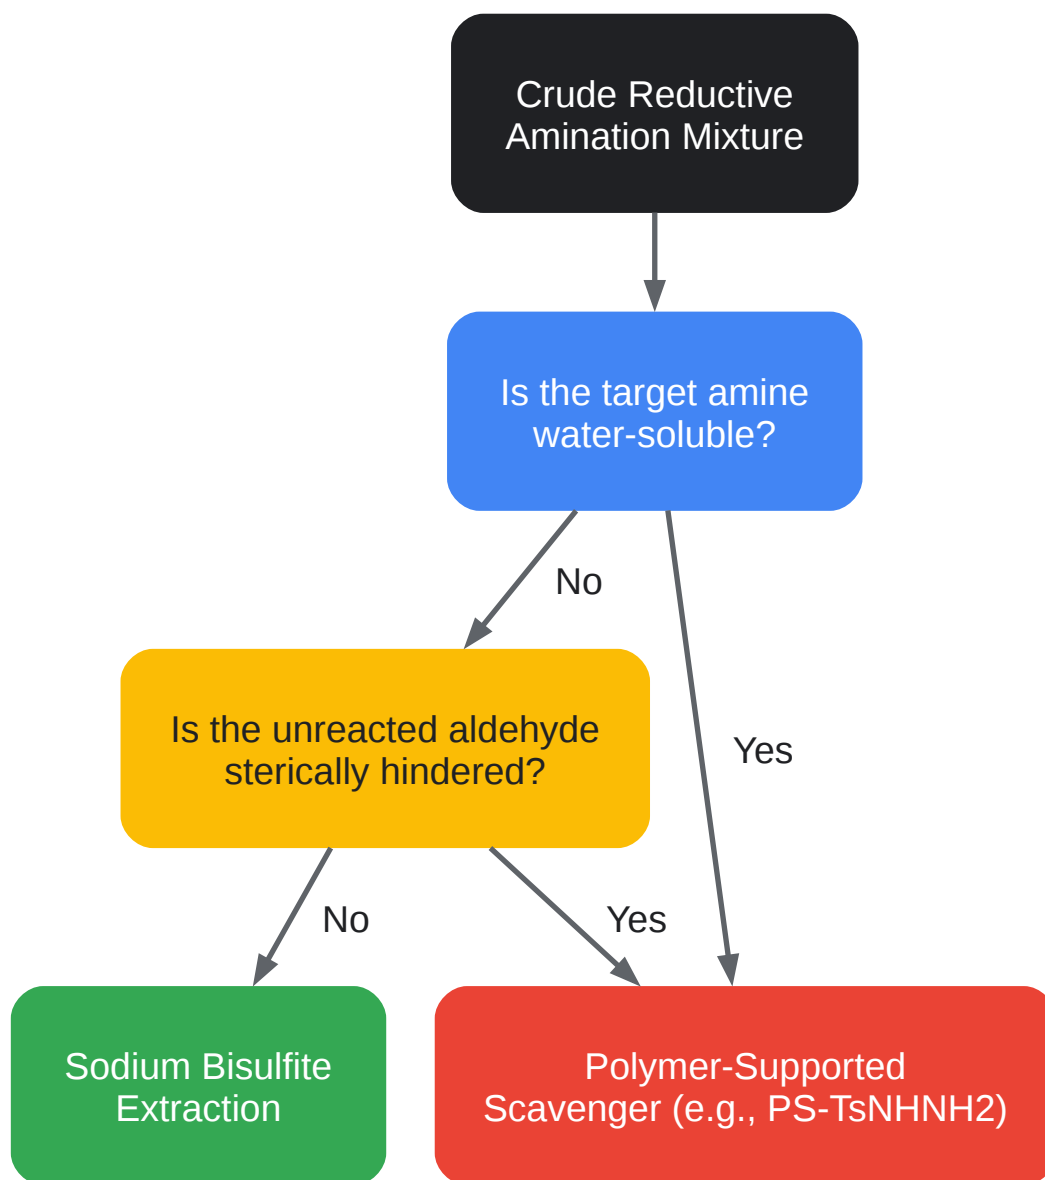 Crude Reductive
Amination Mixture
Is the target amine
water-soluble?
No
Yes
Is the unreacted aldehyde
sterically hindered?
No
Yes
Sodium Bisulfite
Extraction
Polymer-Supported
Scavenger (e.g., PS-TsNHNH2)